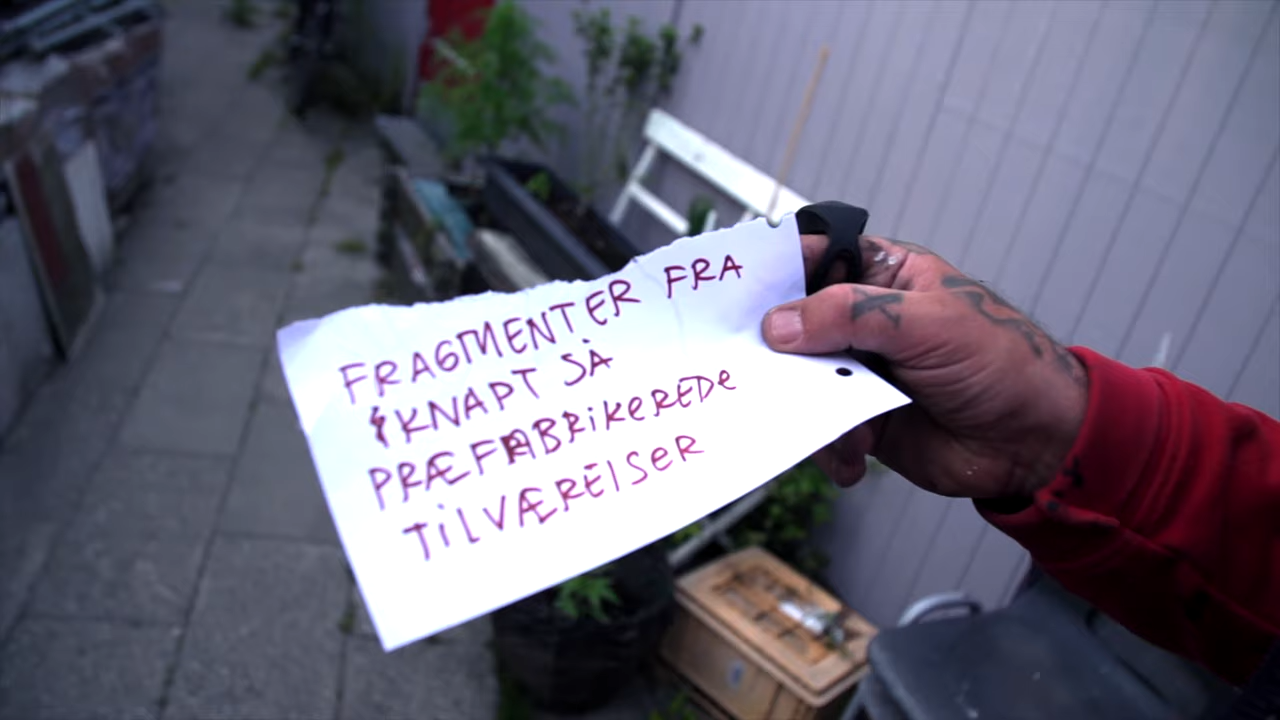 FRAGMENTER FRA
KNAPT SÅ
PRÆFABRIKEREDE
TILVÆRELSER